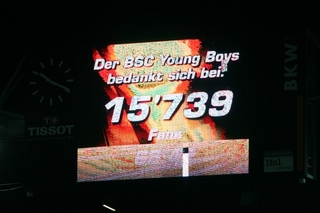 Der BSC Young Boys
bedankt sich bei:
15'739
Fans
TISSOT
BKW